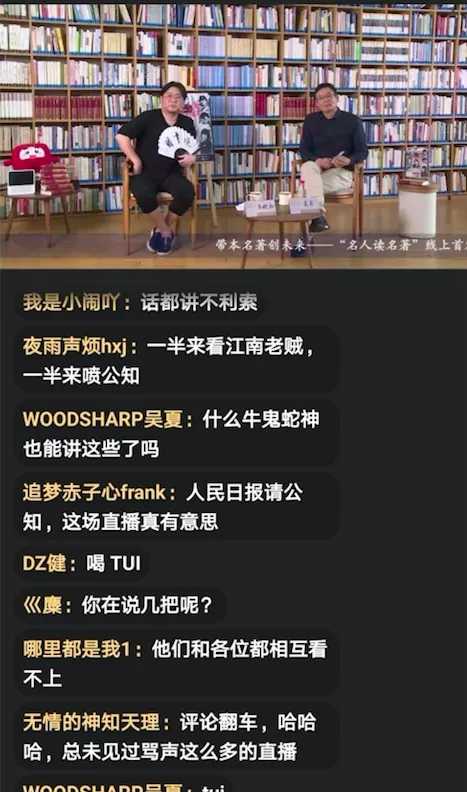 带本名著创未来——“名人读名著”线上首
我是小闹吖：话都讲不利索
夜雨声烦hxj：一半来看江南老贼，
一半来喷公知
WOODSHARP吴夏：什么牛鬼蛇神
也能讲这些了吗
追梦赤子心frank：人民日报请公
知，这场直播真有意思
DZ健：喝 TUI
巛麋：你在说几把呢？
哪里都是我1：他们和各位都相互看
不上
无情的神知天理：评论翻车，哈哈
哈，总未见过骂声这么多的直播
WOODSHARP吴夏：tui